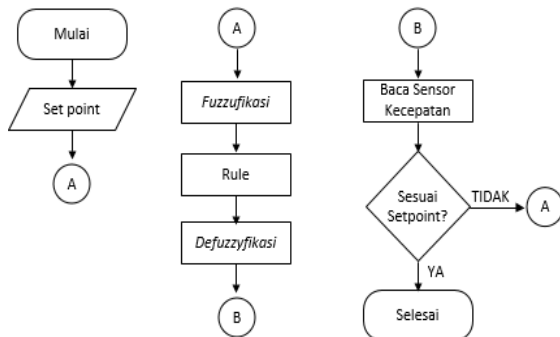 Mulai
Set point
A
A
Fuzzufikasi
Rule
Defuzzyfikasi
B
B
Baca Sensor
Kecepatan
Sesuai
Setpoint?
TIDAK
A
YA
Selesai